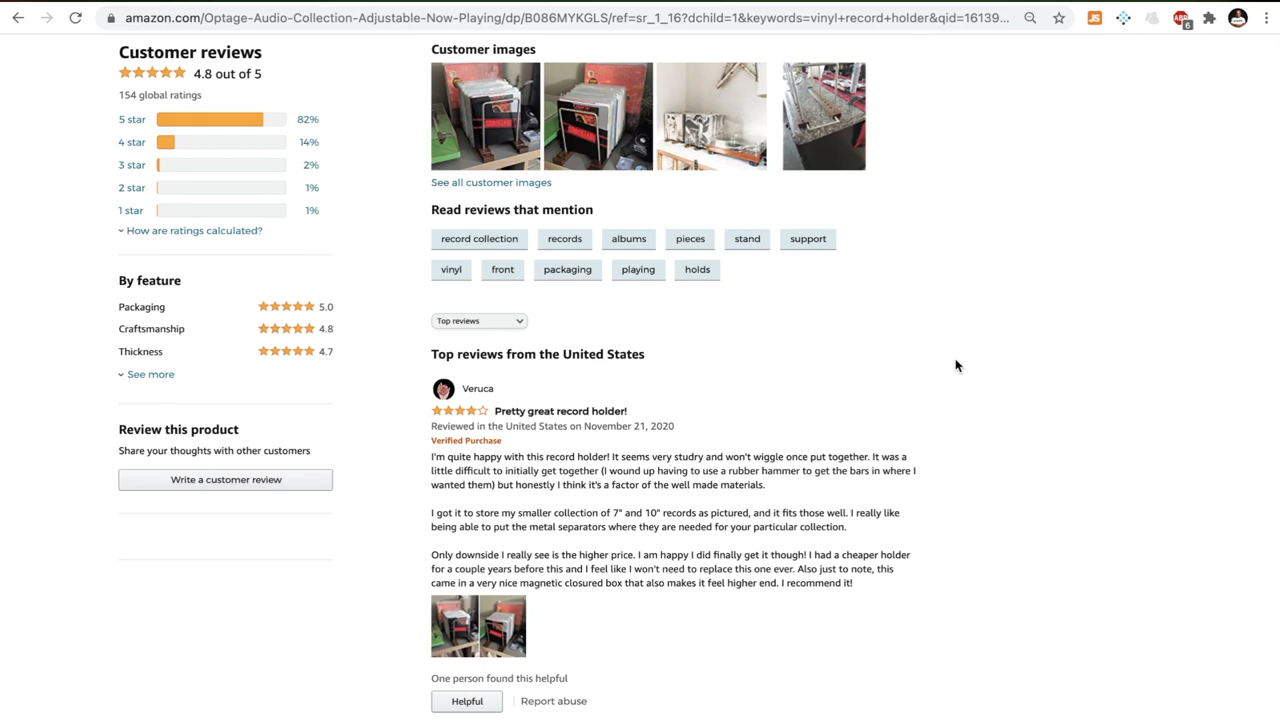 amazon.com/Optage-Audio-Collection-Adjustable-Now-Playing/dp/B086MYKGLS/ref=sr_1_16?dchild=1&keywords=vinyl+record+holder&qid=16139...
JS
ABP
6
Customer reviews
4.8 out of 5
154 global ratings
5 star 82%
4 star 14%
3 star 2%
2 star 1%
1 star 1%
How are ratings calculated?
By feature
Packaging 5.0
Craftsmanship 4.8
Thickness 4.7
See more
Review this product
Share your thoughts with other customers
Write a customer review
Customer images
See all customer images
Read reviews that mention
record collection records albums pieces stand support
vinyl front packaging playing holds
Top reviews
Top reviews from the United States
Veruca
Pretty great record holder!
Reviewed in the United States on November 21, 2020
Verified Purchase
I'm quite happy with this record holder! It seems very studry and won't wiggle once put together. It was a
little difficult to initially get together (I wound up having to use a rubber hammer to get the bars in where I
wanted them) but honestly I think it's a factor of the well made materials.
I got it to store my smaller collection of 7" and 10" records as pictured, and it fits those well. I really like
being able to put the metal separators where they are needed for your particular collection.
Only downside I really see is the higher price. I am happy I did finally get it though! I had a cheaper holder
for a couple years before this and I feel like I won't need to replace this one ever. Also just to note, this
came in a very nice magnetic closured box that also makes it feel higher end. I recommend it!
One person found this helpful
Helpful
Report abuse